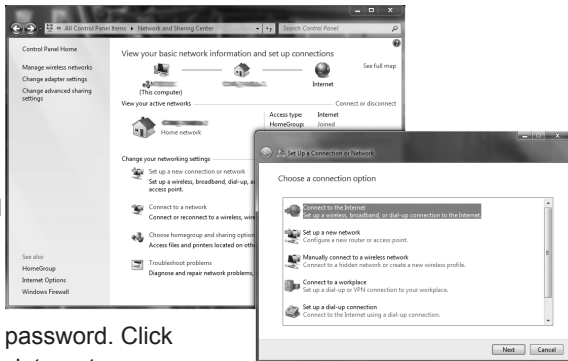 « All Control Panel Items ▸ Network and Sharing Center
Search Control Panel
Control Panel Home
Manage wireless networks
Change adapter settings
Change advanced sharing
settings
See also
HomeGroup
Internet Options
Windows Firewall
View your basic network information and set up connections
See full map
(This computer)
Internet
View your active networks
Connect or disconnect
Home network
Access type: Internet
HomeGroup: Joined
Change your networking settings
Set up a new connection or network
Set up a wireless, broadband, dial-up,
access point.
Connect to a network
Connect or reconnect to a wireless,
Choose homegroup and sharing
Access files and printers located on
Troubleshoot problems
Diagnose and repair network problems,
Set Up a Connection or Network
Choose a connection option
Connect to the Internet
Set up a wireless, broadband, or dial-up connection to the Internet.
Set up a new network
Configure a new router or access point.
Manually connect to a wireless network
Connect to a hidden network or create a new wireless profile.
Connect to a workplace
Set up a dial-up or VPN connection to your workplace.
Set up a dial-up connection
Connect to the Internet using a dial-up connection.
Next
Cancel
password. Click